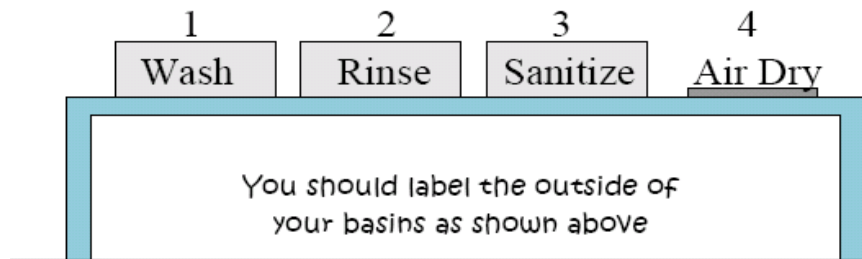 1 2 3 4
Wash Rinse Sanitize Air Dry
You should label the outside of
your basins as shown above